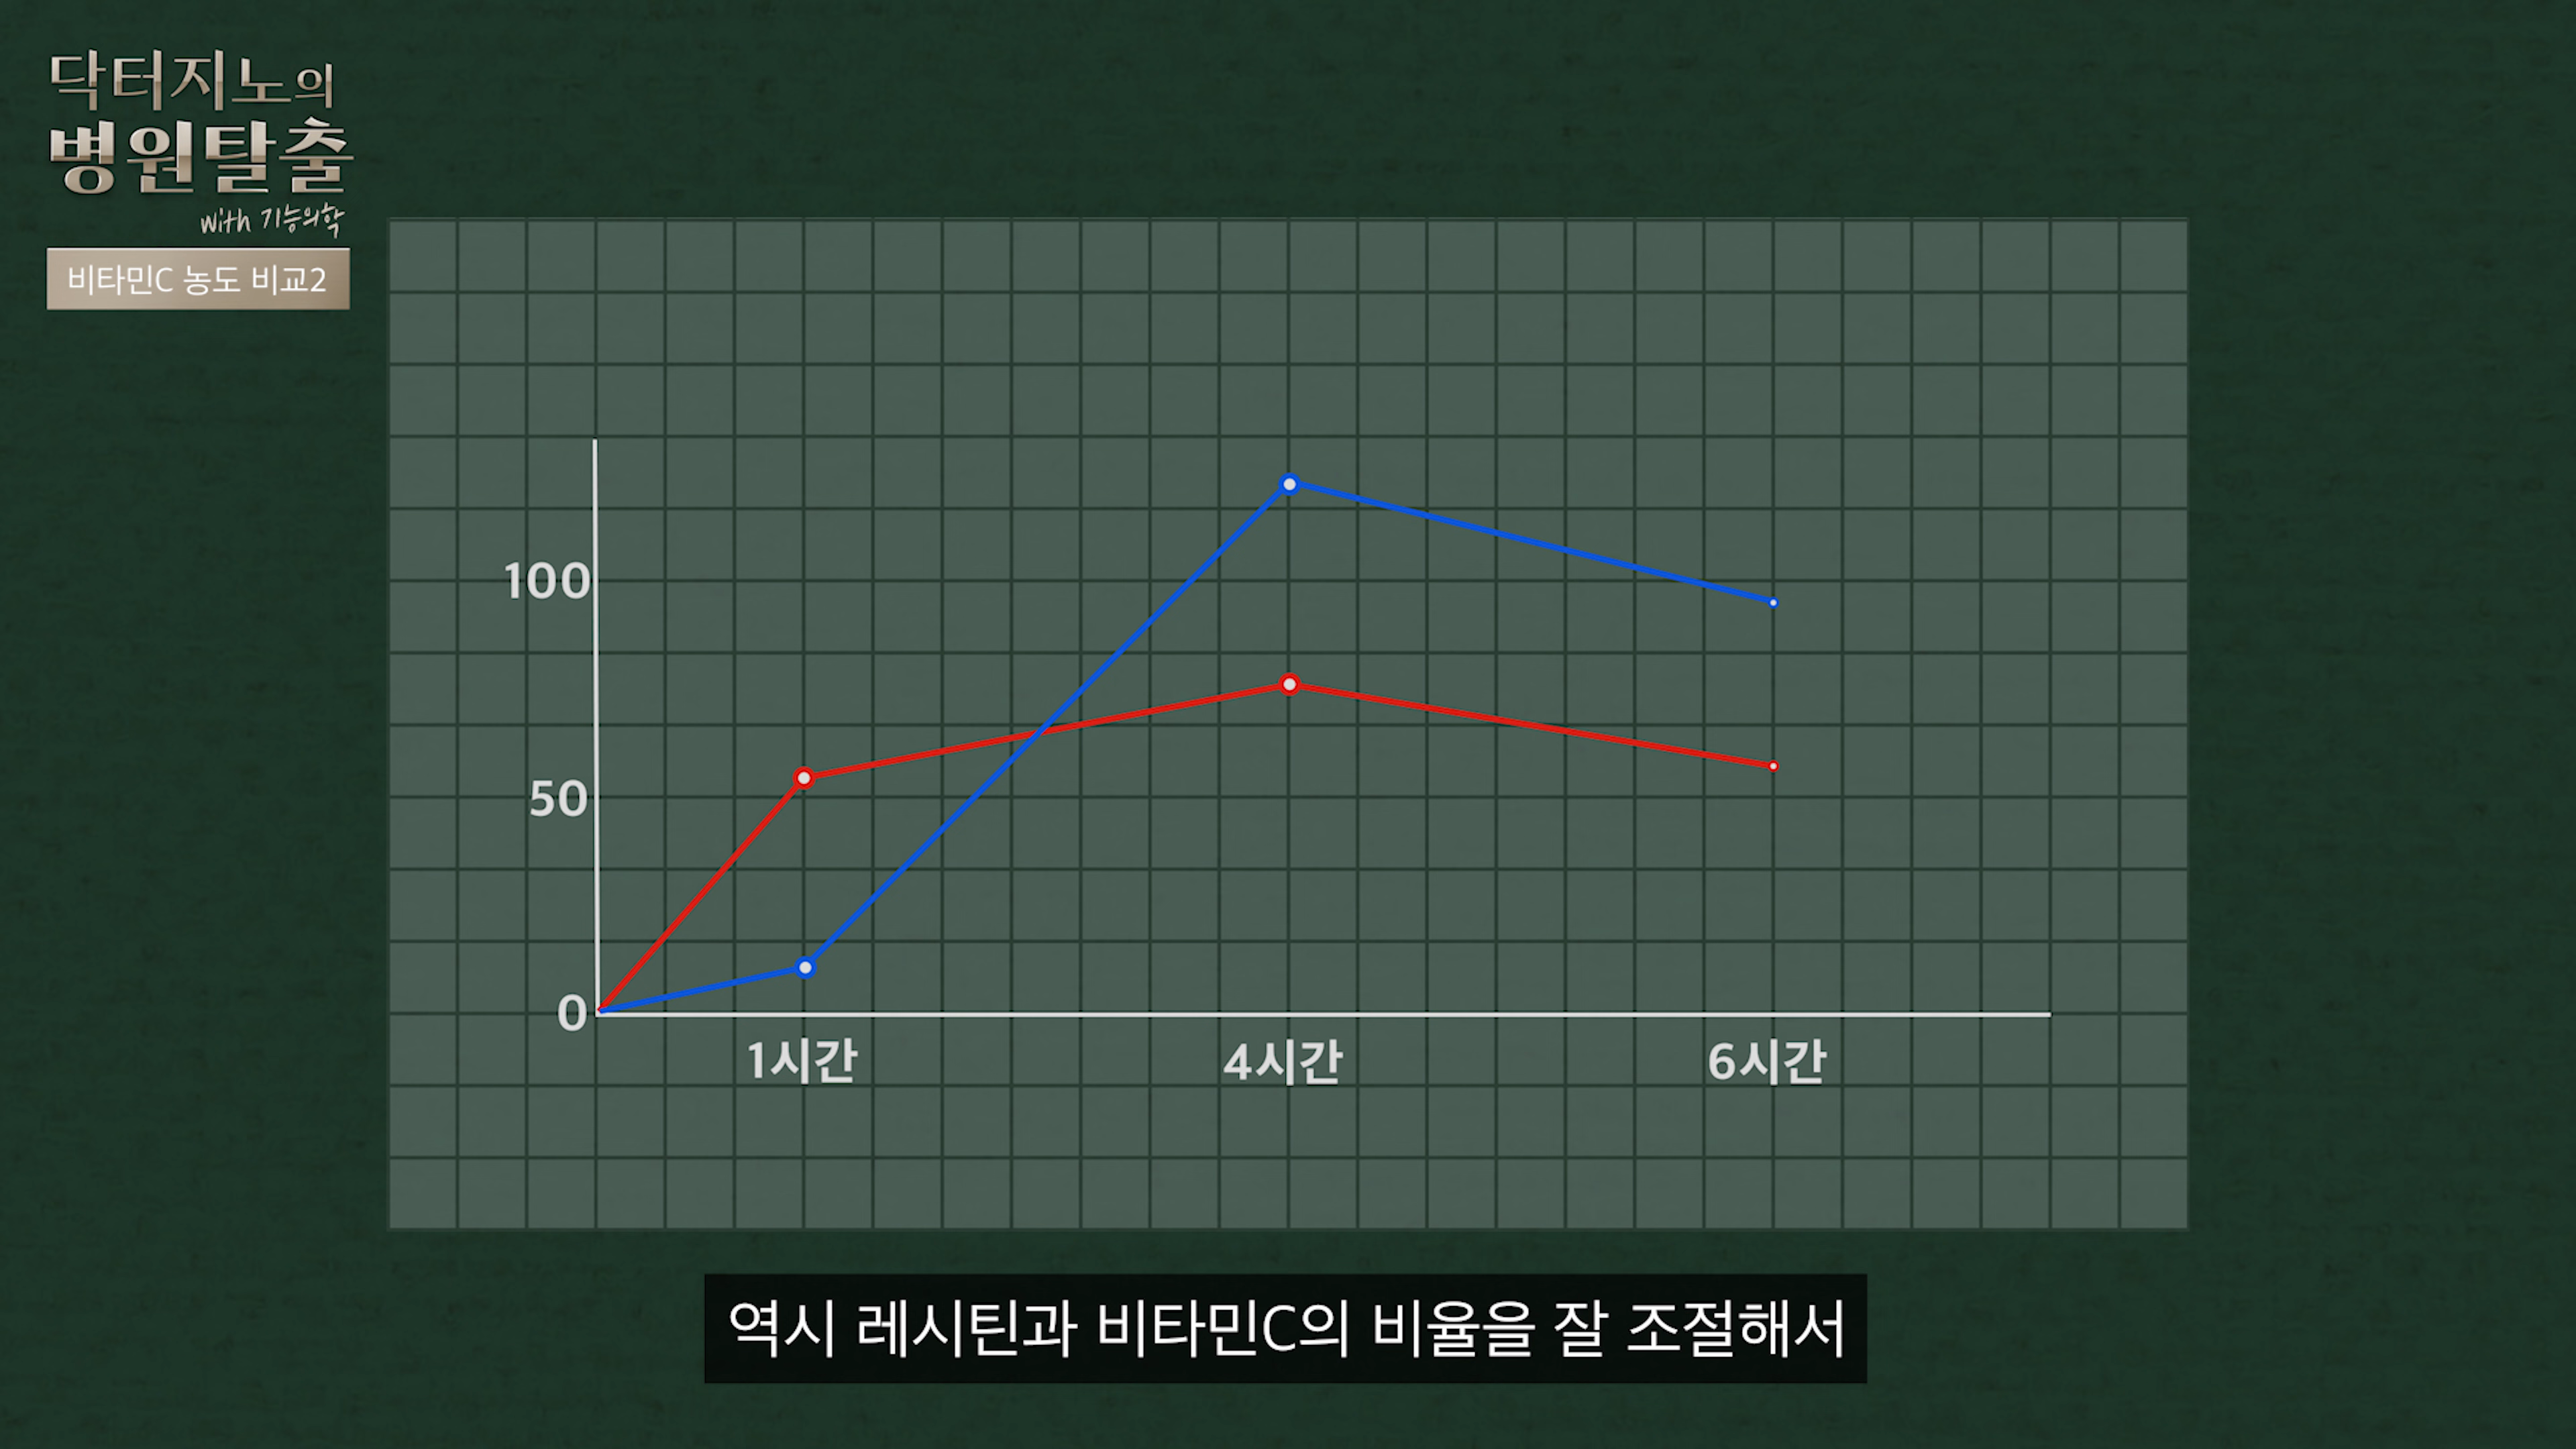 닥터지노의
병원탈출
with 기능의학
비타민C 농도 비교2
100
50
0
1시간
4시간
6시간
역시 레시틴과 비타민C의 비율을 잘 조절해서